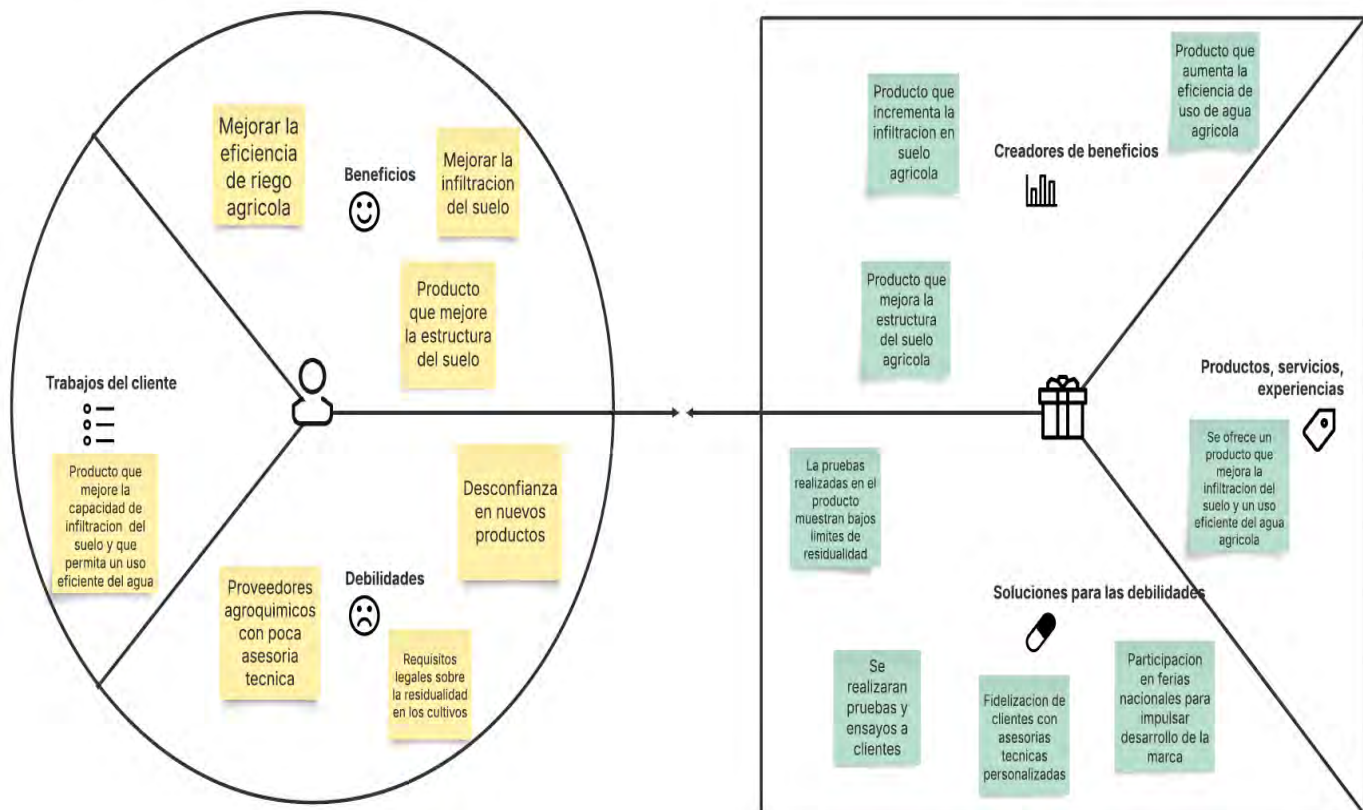 Mejorar la
eficiencia
de riego
agricola
Beneficios
Mejorar la
infiltracion
del suelo
Producto
que mejore
la estructura
del suelo
Trabajos del cliente
Producto que
mejore la
capacidad de
infiltracion del
suelo y que
permita un uso
eficiente del agua
Desconfianza
en nuevos
productos
Debilidades
Proveedores
agroquimicos
con poca
asesoria
tecnica
Requisitos
legales sobre
la residualidad
en los cultivos
Producto que
incrementa la
infiltracion en
suelo
agricola
Creadores de beneficios
Producto que
aumenta la
eficiencia de
uso de agua
agricola
Producto que
mejora la
estructura
del suelo
agricola
Productos, servicios,
experiencias
Se ofrece un
producto que
mejora la
infiltracion del
suelo y un uso
eficiente del agua
agricola
La pruebas
realizadas en el
producto
muestran bajos
limites de
residualidad
Soluciones para las debilidades
Se
realizaran
pruebas y
ensayos a
clientes
Fidelizacion de
clientes con
asesorias
tecnicas
personalizadas
Participacion
en ferias
nacionales para
impulsar
desarrollo de la
marca